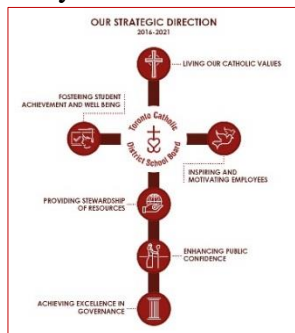 OUR STRATEGIC DIRECTION
2016-2021
LIVING OUR CATHOLIC VALUES
FOSTERING STUDENT
ACHIEVEMENT AND WELL BEING
Toronto Catholic
District School Board
INSPIRING AND
MOTIVATING EMPLOYEES
PROVIDING STEWARDSHIP
OF RESOURCES
ENHANCING PUBLIC
CONFIDENCE
ACHIEVING EXCELLENCE IN
GOVERNANCE